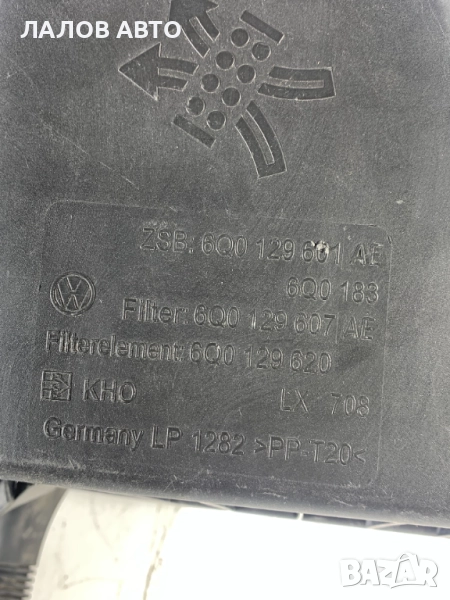 ЛАЛОВ АВТО
ZSB: 6Q0 129 601 AE
6Q0 183
Filter: 6Q0 129 607 AE
Filterelement: 6Q0 129 620
KHO LX 708
Germany LP 1282 >PP-T20<
BAZAR